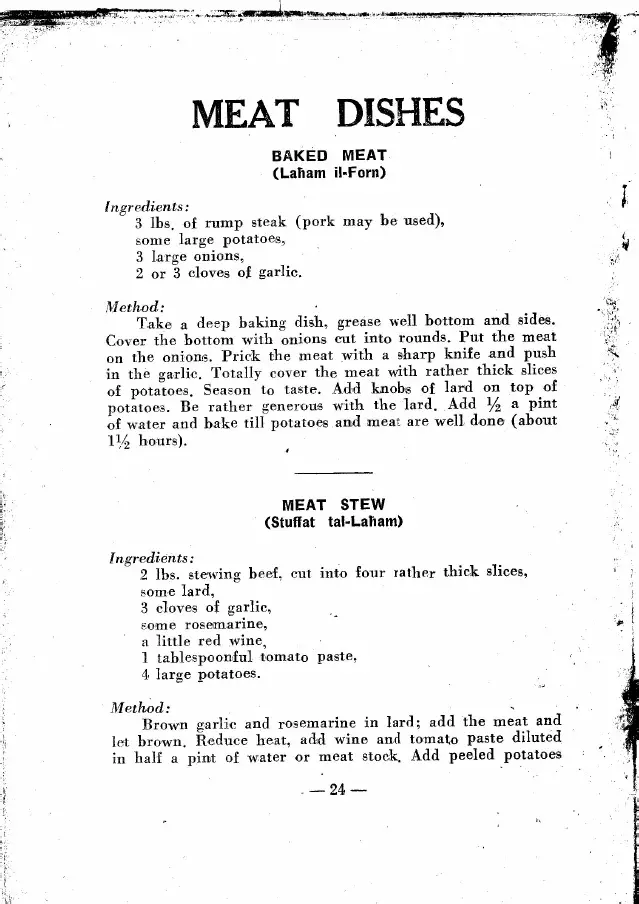 MEAT DISHES
BAKED MEAT
(Laħam il-Forn)
Ingredients:
3 lbs. of rump steak (pork may be used),
some large potatoes,
3 large onions,
2 or 3 cloves of garlic.
Method:
Take a deep baking dish, grease well bottom and sides.
Cover the bottom with onions cut into rounds. Put the meat
on the onions. Prick the meat with a sharp knife and push
in the garlic. Totally cover the meat with rather thick slices
of potatoes. Season to taste. Add knobs of lard on top of
potatoes. Be rather generous with the lard. Add ½ a pint
of water and bake till potatoes and meat are well done (about
1½ hours).
MEAT STEW
(Stuffat tal-Laħam)
Ingredients:
2 lbs. stewing beef, cut into four rather thick slices,
some lard,
3 cloves of garlic,
some rosemarine,
a little red wine,
1 tablespoonful tomato paste,
4 large potatoes.
Method:
Brown garlic and rosemarine in lard; add the meat and
let brown. Reduce heat, add wine and tomato paste diluted
in half a pint of water or meat stock. Add peeled potatoes
— 24 —